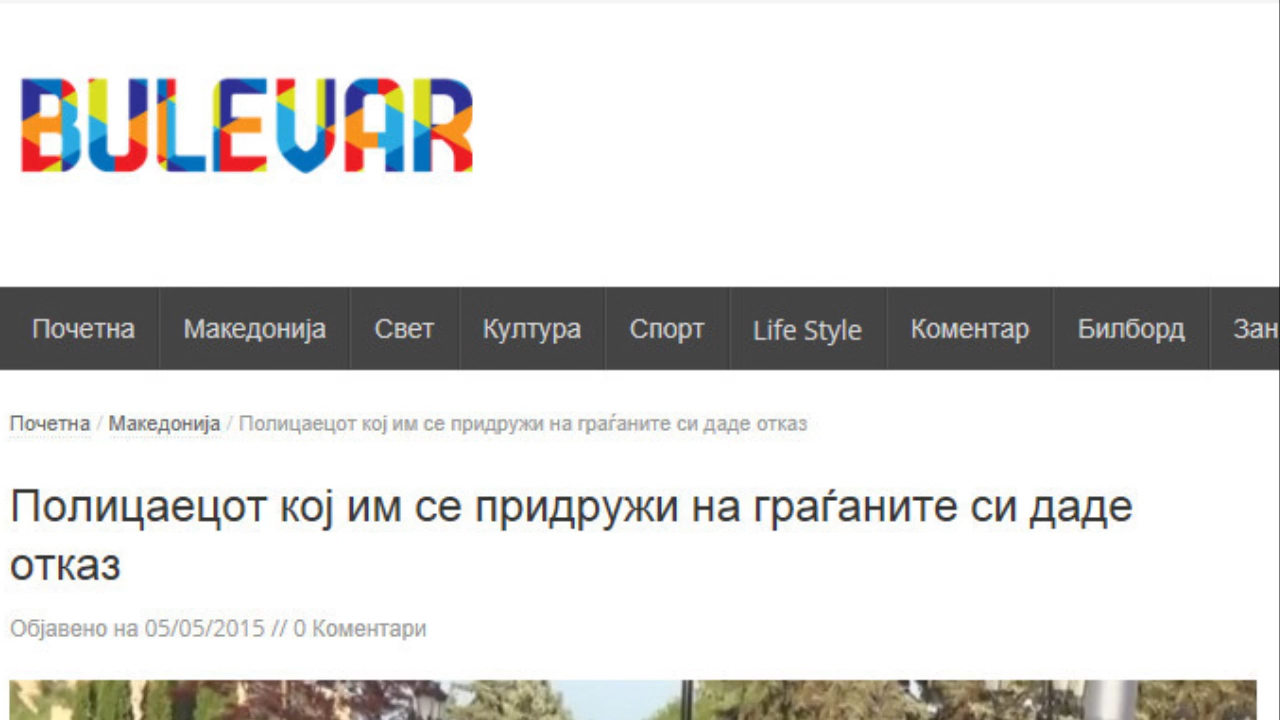 BULEVAR
Почетна Македонија Свет Култура Спорт Life Style Коментар Билборд Зан
Почетна / Македонија / Полицаецот кој им се придружи на граѓаните си даде отказ
Полицаецот кој им се придружи на граѓаните си даде
отказ
Објавено на 05/05/2015 // 0 Коментари